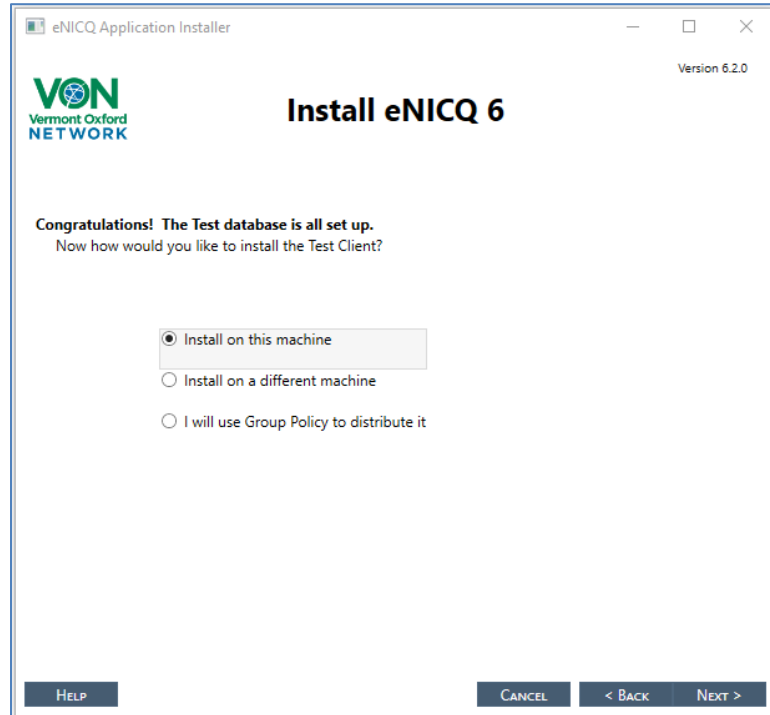 eNICQ Application Installer
Version 6.2.0
VON
Vermont Oxford
NETWORK
Install eNICQ 6
Congratulations! The Test database is all set up.
Now how would you like to install the Test Client?
Install on this machine
Install on a different machine
I will use Group Policy to distribute it
HELP
CANCEL
< BACK
NEXT >